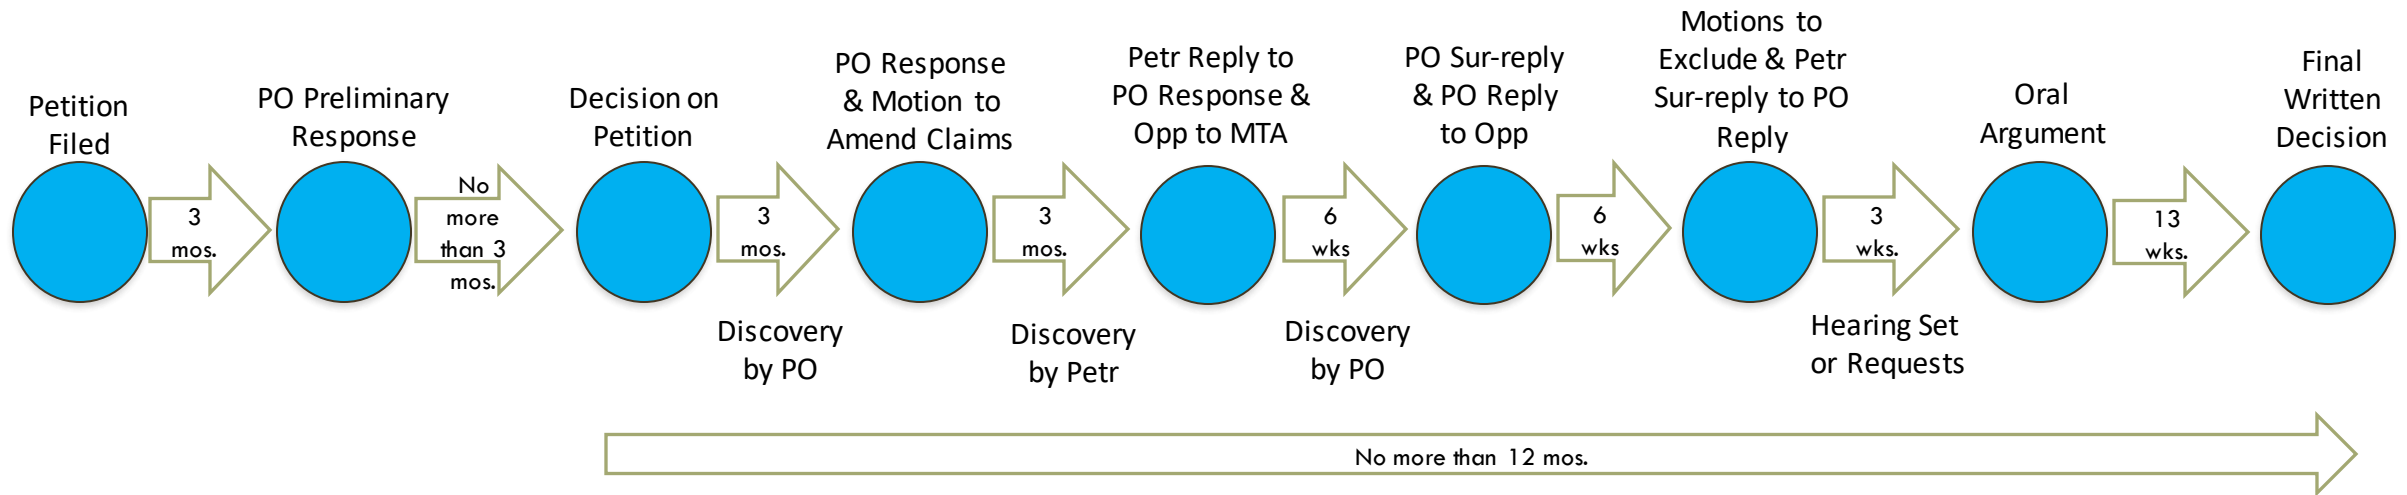 Petition
Filed
3
mos.
PO Preliminary
Response
No
more
than 3
mos.
Decision on
Petition
3
mos.
Discovery
by PO
PO Response
& Motion to
Amend Claims
3
mos.
Discovery
by Petr
Petr Reply to
PO Response &
Opp to MTA
6
wks
Discovery
by PO
PO Sur-reply
& PO Reply
to Opp
6
wks
Motions to
Exclude & Petr
Sur-reply to PO
Reply
3
wks.
Hearing Set
or Requests
Oral
Argument
13
wks.
Final
Written
Decision
No more than 12 mos.